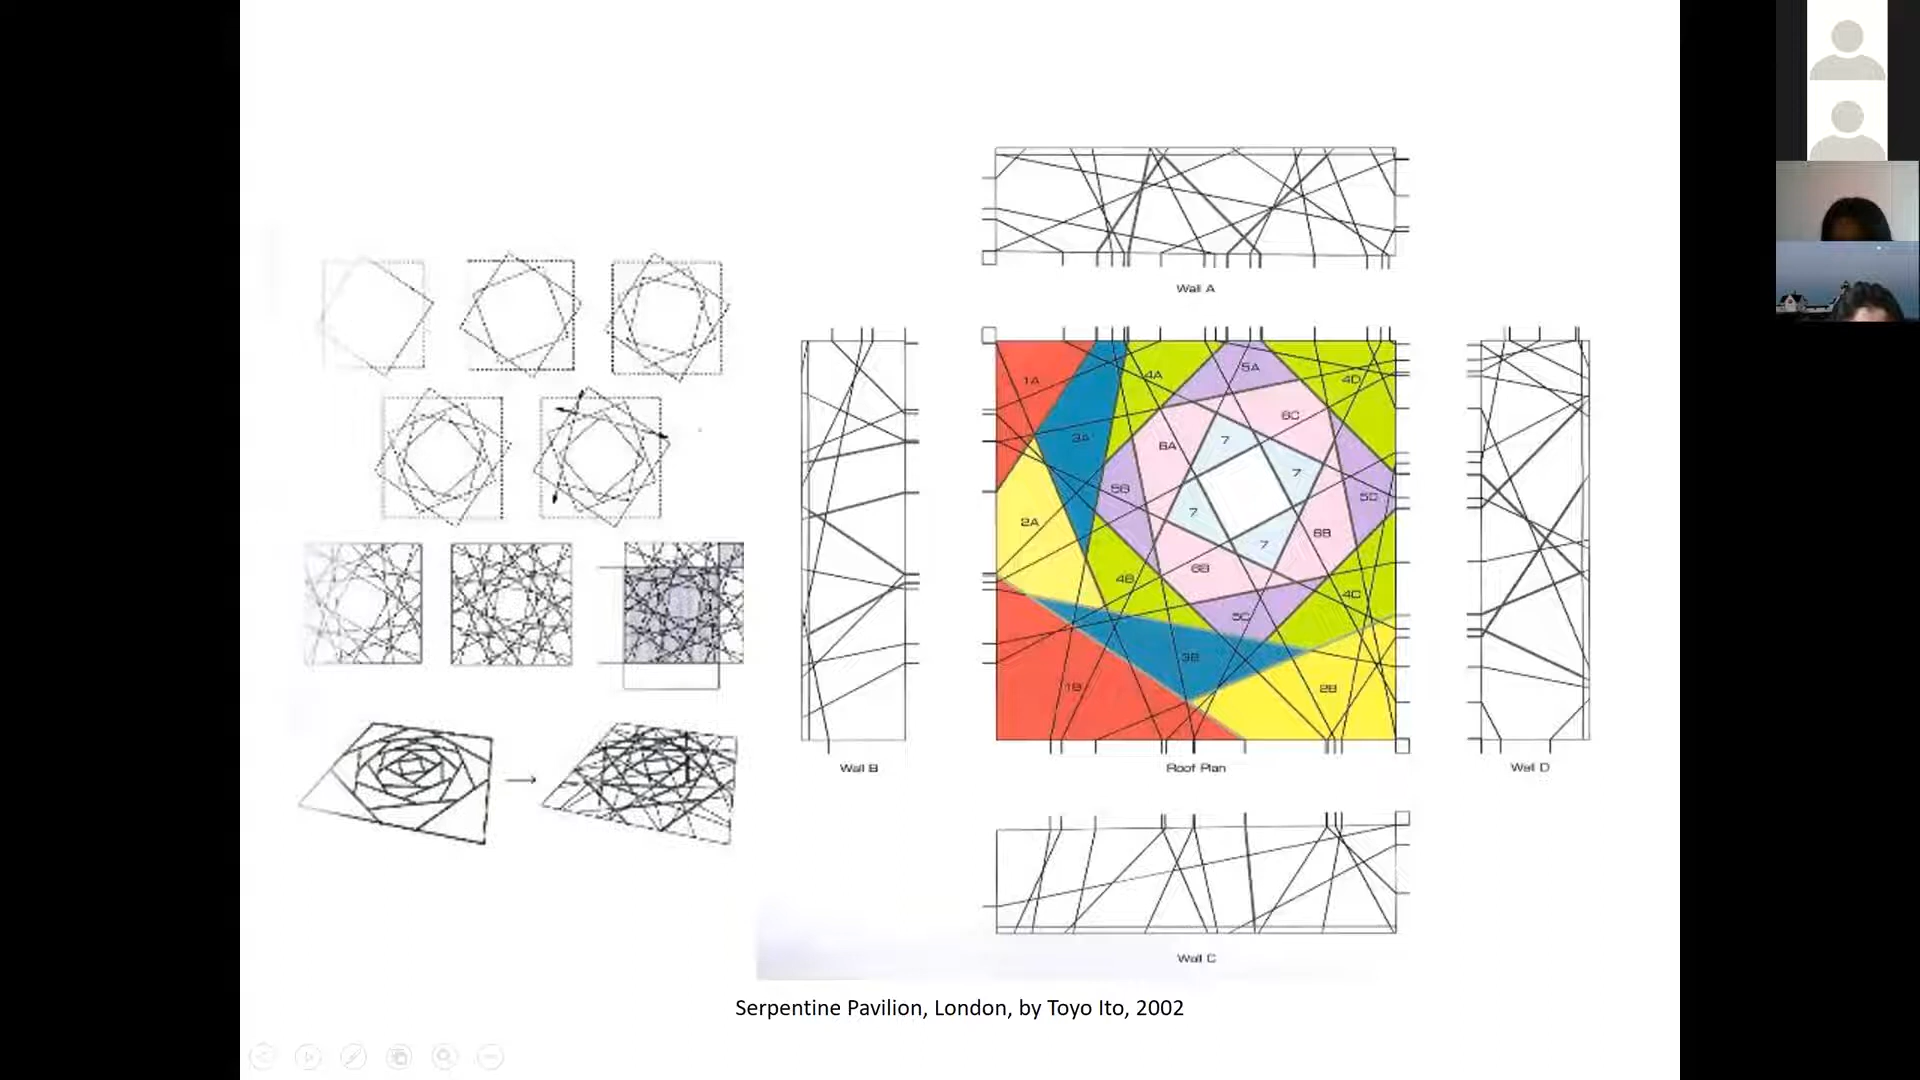 Wall A
1A
4A
5A
4D
6C
3A
6A
7
7
5B
5D
7
2A
6B
7
6B
4B
4C
5C
3B
1B
2B
Wall B
Roof Plan
Wall D
Wall C
Serpentine Pavilion, London, by Toyo Ito, 2002